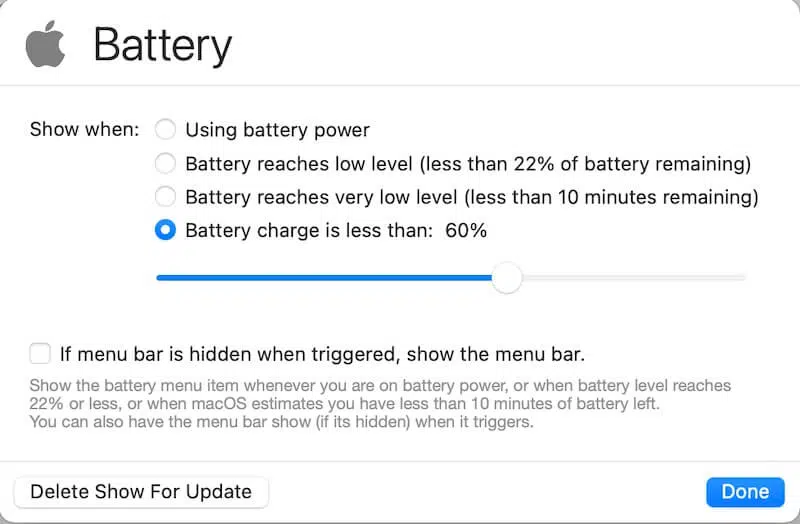 Battery
Show when:
Using battery power
Battery reaches low level (less than 22% of battery remaining)
Battery reaches very low level (less than 10 minutes remaining)
Battery charge is less than: 60%
If menu bar is hidden when triggered, show the menu bar.
Show the battery menu item whenever you are on battery power, or when battery level reaches
22% or less, or when macOS estimates you have less than 10 minutes of battery left.
You can also have the menu bar show (if its hidden) when it triggers.
Delete Show For Update
Done